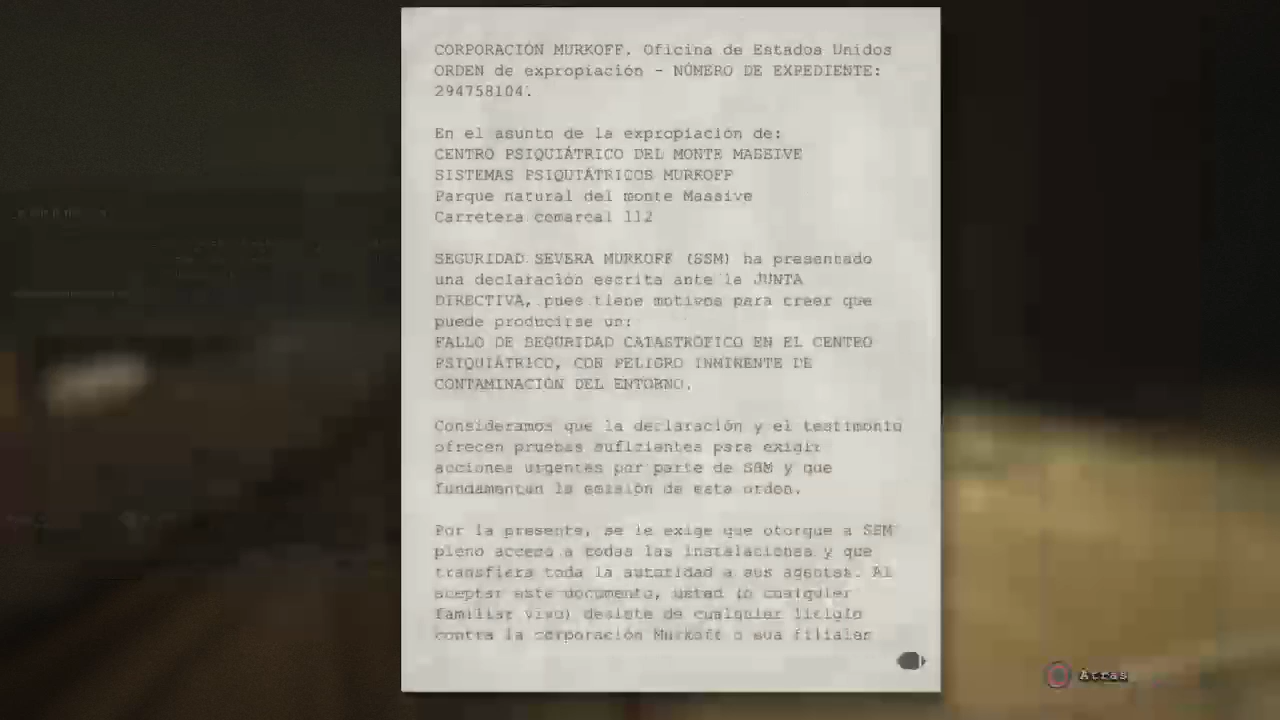 CORPORACIÓN MURKOFF. Oficina de Estados Unidos
ORDEN de expropiación - NÚMERO DE EXPEDIENTE:
294758104.
En el asunto de la expropiación de:
CENTRO PSIQUIÁTRICO DEL MONTE MASSIVE
SISTEMAS PSIQUIÁTRICOS MURKOFF
Parque natural del monte Massive
Carretera comarcal 112
SEGURIDAD SEVERA MURKOFF (SSM) ha presentado
una declaración escrita ante la JUNTA
DIRECTIVA, pues tiene motivos para creer que
puede producirse un:
FALLO DE SEGURIDAD CATASTRÓFICO EN EL CENTRO
PSIQUIÁTRICO, CON PELIGRO INMINENTE DE
CONTAMINACIÓN DEL ENTORNO.
Consideramos que la declaración y el testimonio
ofrecen pruebas suficientes para exigir
acciones urgentes por parte de SSM y que
fundamentan la emisión de esta orden.
Por la presente, se le exige que otorgue a SSM
pleno acceso a todas las instalaciones y que
transfiera toda la autoridad a sus agentes. Al
aceptar este documento, usted (o cualquier
familiar vivo) desiste de cualquier litigio
contra la corporación Murkoff o sus filiales
Atrás